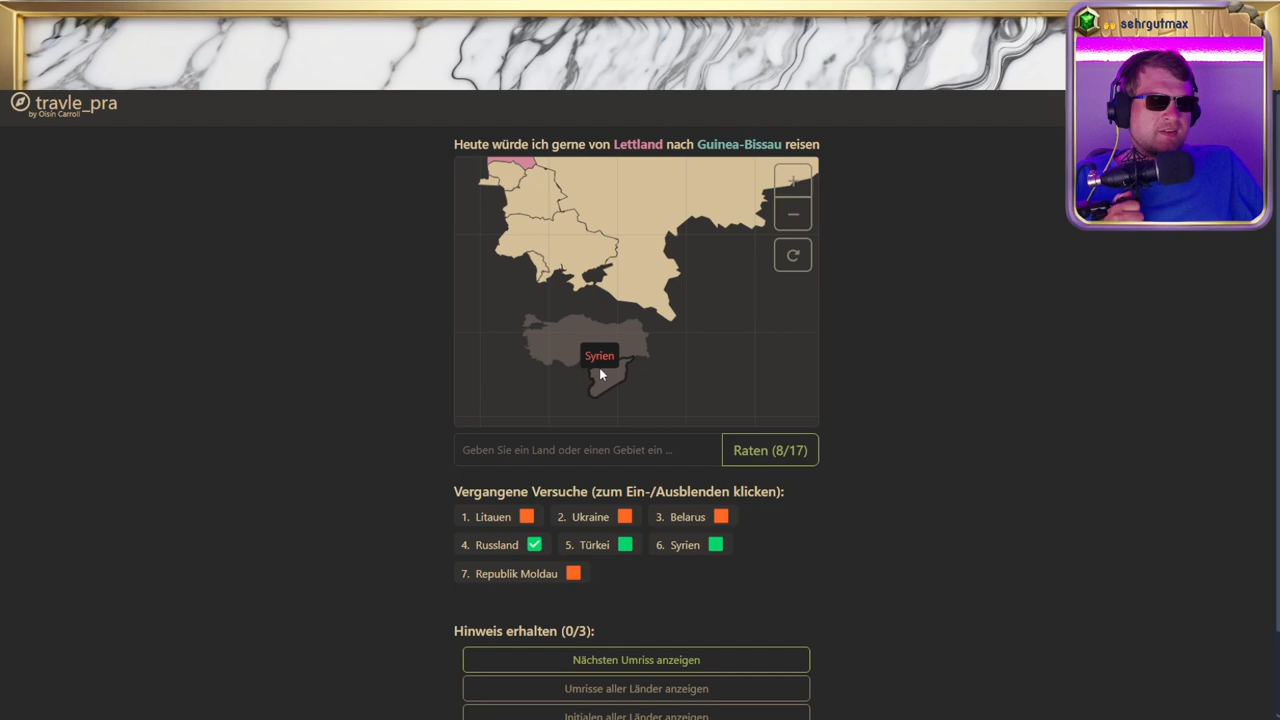 sehrgutmax
travle_pra
by Oisín Carroll
Heute würde ich gerne von Lettland nach Guinea-Bissau reisen
+
−
Syrien
Geben Sie ein Land oder einen Gebiet ein ...
Raten (8/17)
Vergangene Versuche (zum Ein-/Ausblenden klicken):
1. Litauen 2. Ukraine 3. Belarus
4. Russland 5. Türkei 6. Syrien
7. Republik Moldau
Hinweis erhalten (0/3):
Nächsten Umriss anzeigen
Umrisse aller Länder anzeigen
Initialen aller Länder anzeigen